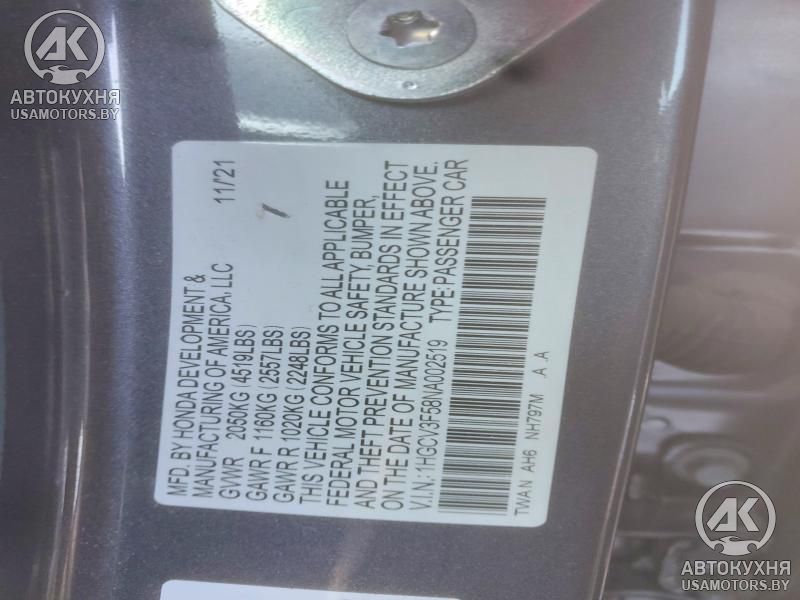 AK
АВТОКУХНЯ
USAMOTORS.BY
MFD. BY HONDA DEVELOPMENT &
MANUFACTURING OF AMERICA, LLC 11/'21
GVWR 2050KG (4519LBS)
GAWR F 1160KG (2557LBS)
GAWR R 1020KG (2248LBS)
THIS VEHICLE CONFORMS TO ALL APPLICABLE
FEDERAL MOTOR VEHICLE SAFETY, BUMPER,
AND THEFT PREVENTION STANDARDS IN EFFECT
ON THE DATE OF MANUFACTURE SHOWN ABOVE.
V.I.N.: 1HGCV3F58NA002519 TYPE: PASSENGER CAR
TWAN AH6 NH797M A .A
AK
АВТОКУХНЯ
USAMOTORS.BY